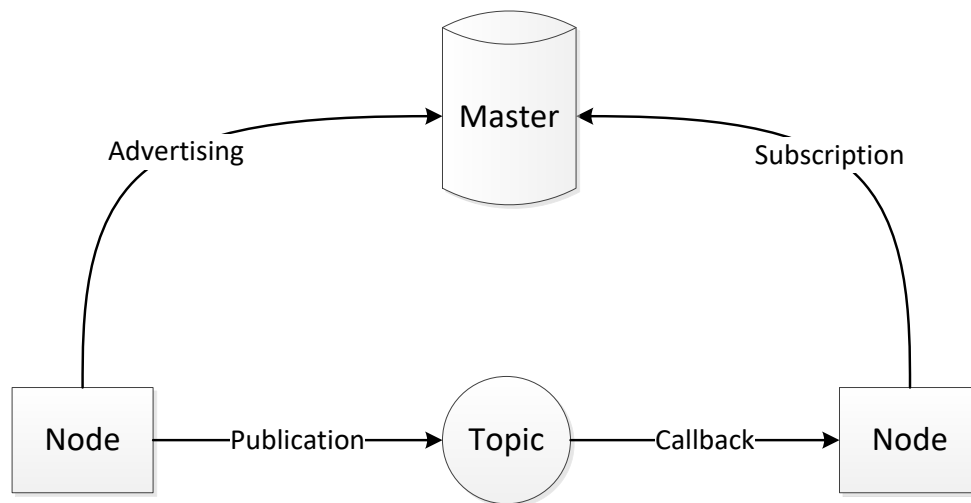 Master
Advertising
Subscription
Node
Publication
Topic
Callback
Node